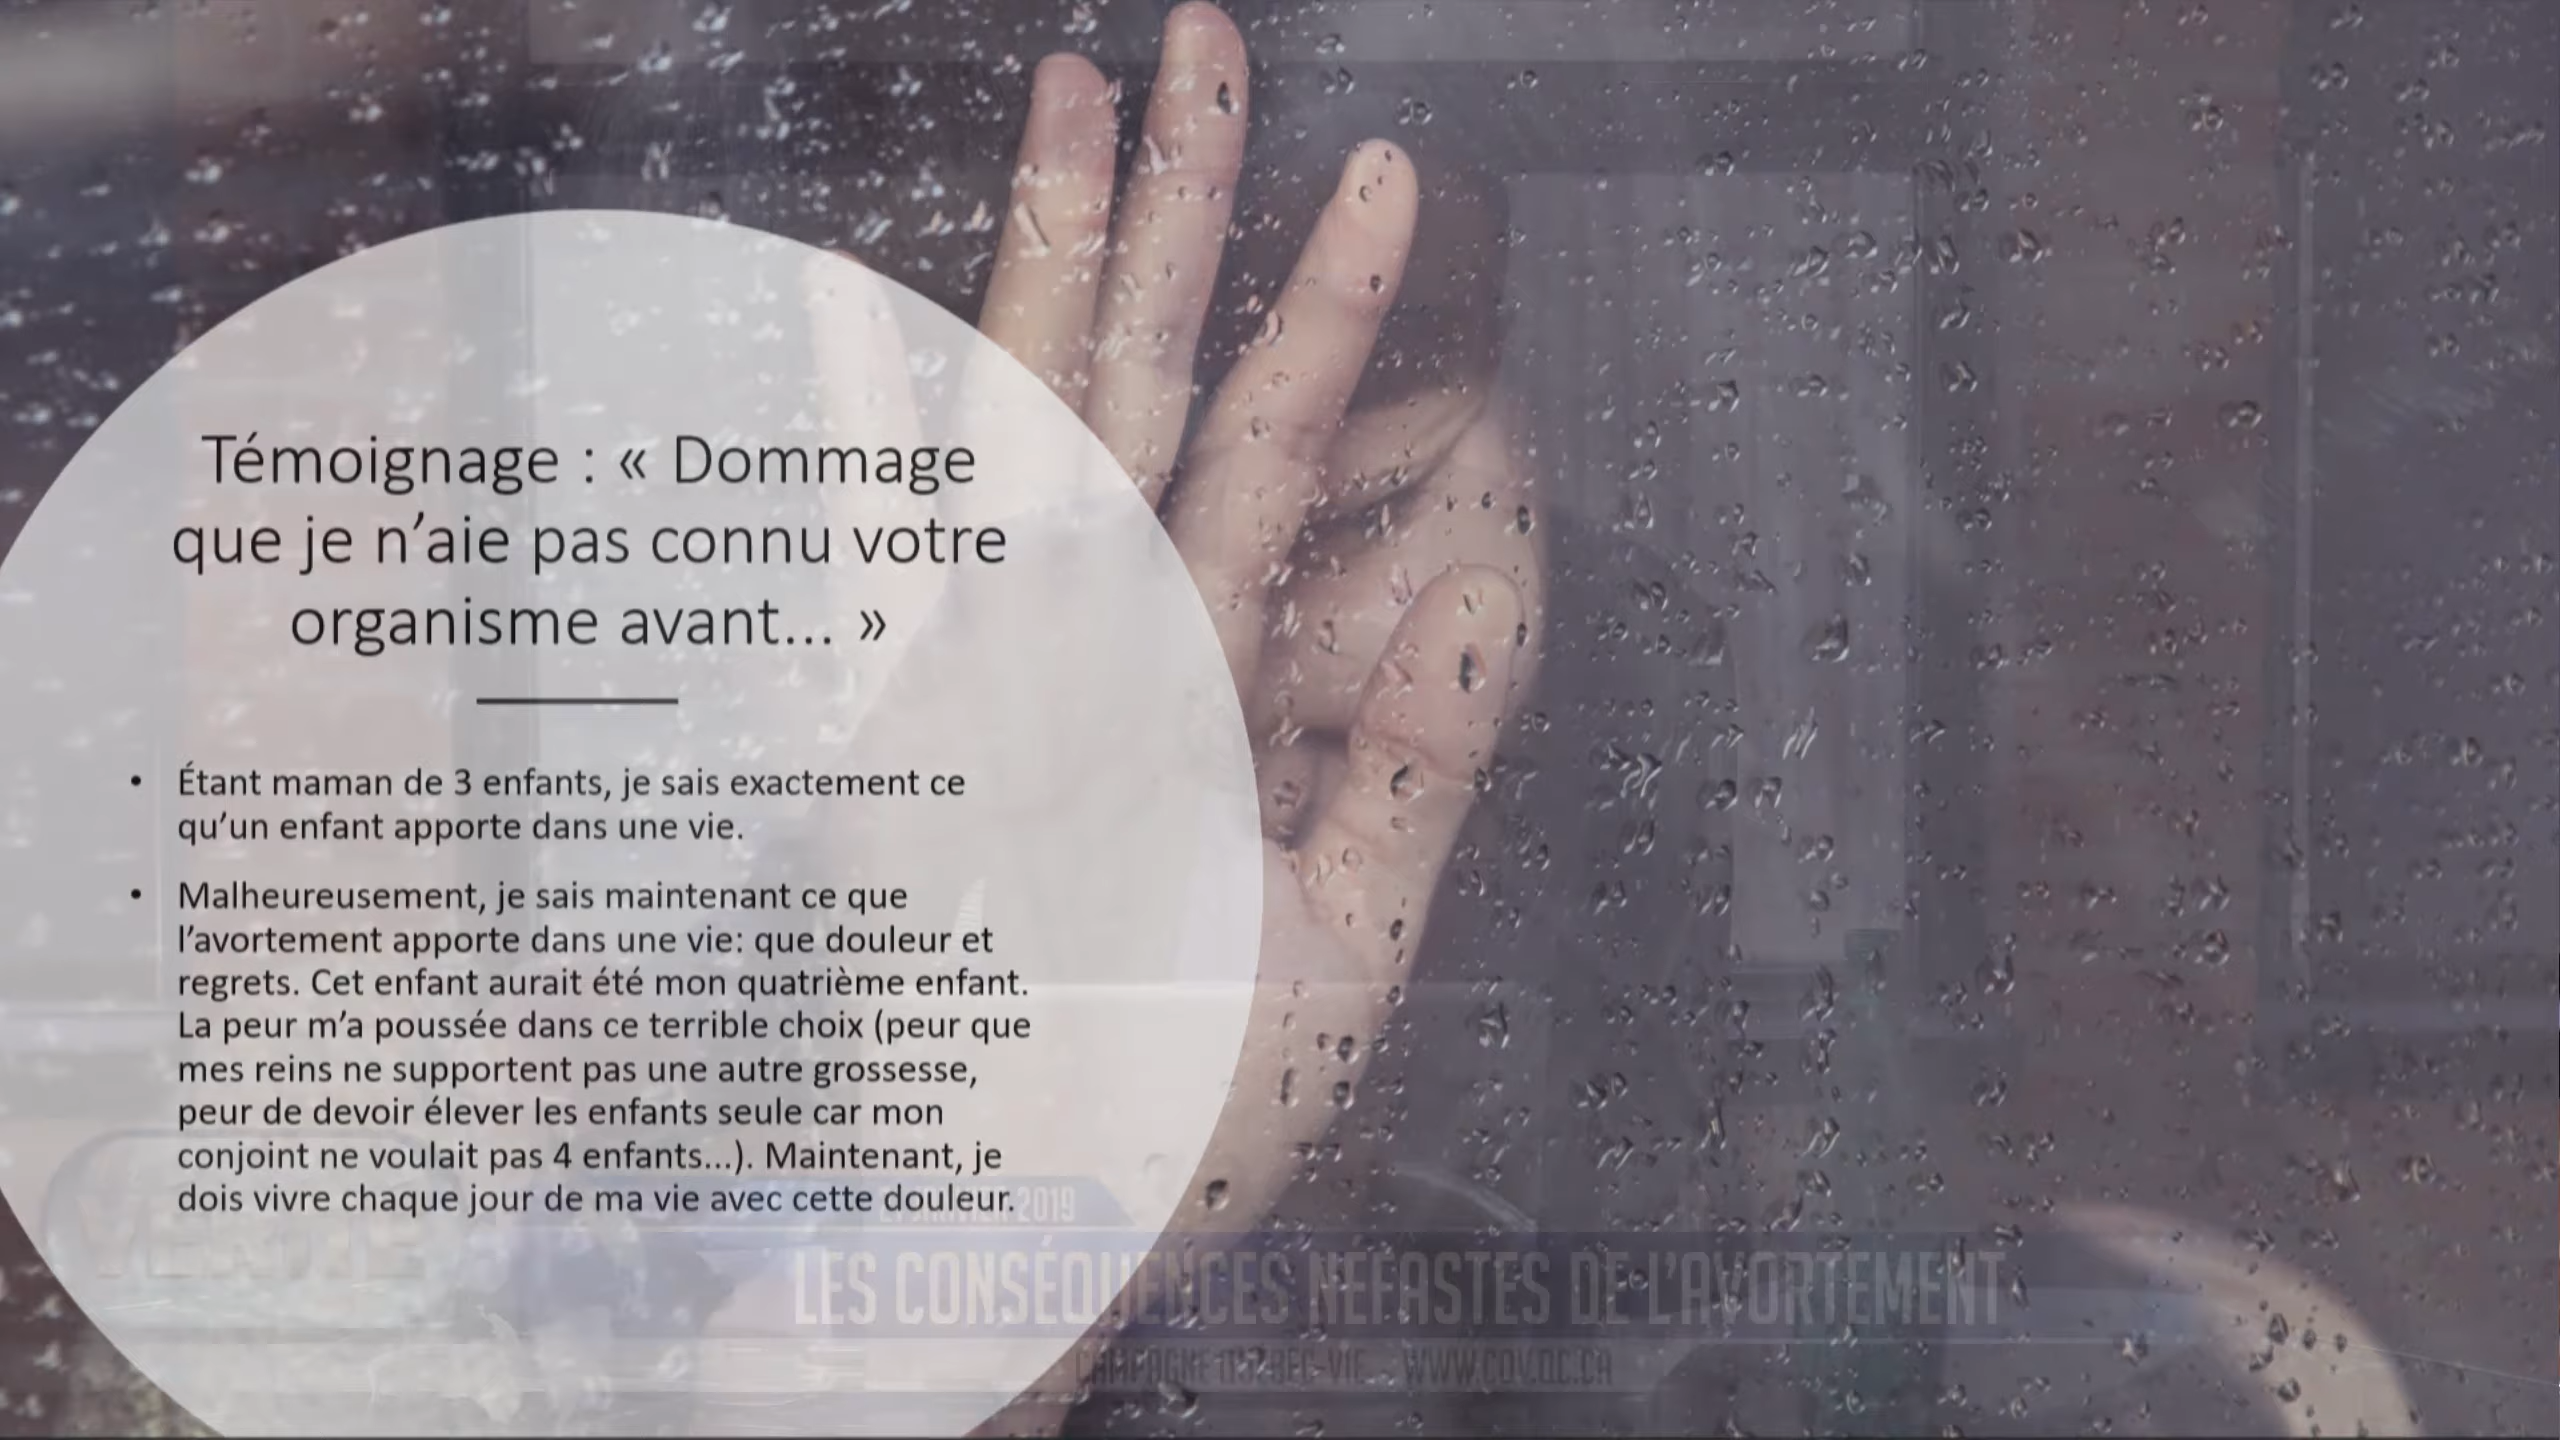 Témoignage : « Dommage
que je n’aie pas connu votre
organisme avant... »
• Étant maman de 3 enfants, je sais exactement ce
qu’un enfant apporte dans une vie.
• Malheureusement, je sais maintenant ce que
l’avortement apporte dans une vie: que douleur et
regrets. Cet enfant aurait été mon quatrième enfant.
La peur m’a poussée dans ce terrible choix (peur que
mes reins ne supportent pas une autre grossesse,
peur de devoir élever les enfants seule car mon
conjoint ne voulait pas 4 enfants...). Maintenant, je
dois vivre chaque jour de ma vie avec cette douleur.
2019
LES CONSÉQUENCES NÉFASTES DE L’AVORTEMENT
CAMPAGNE QUÉBEC-VIE - WWW.CQV.QC.CA